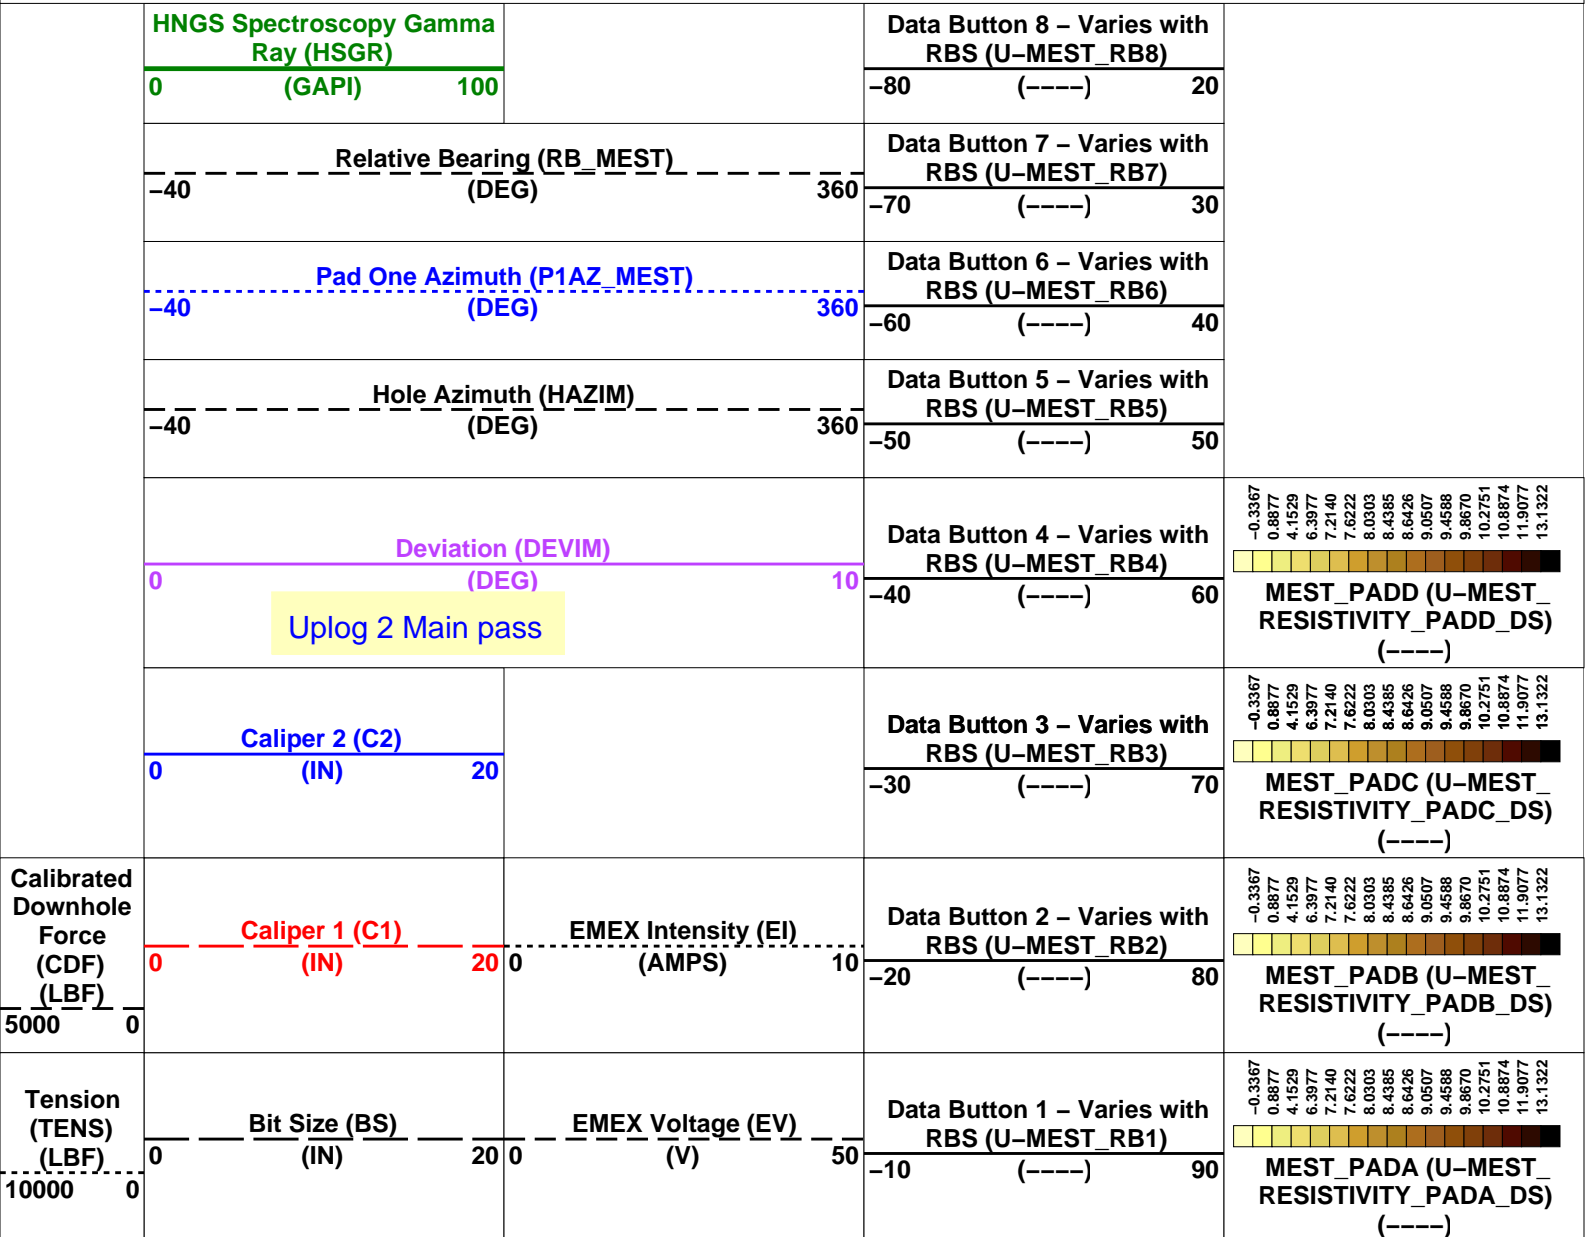 HNGS Spectroscopy Gamma
Ray (HSGR)
0 (GAPI) 100
Data Button 8 – Varies with
RBS (U–MEST_RB8)
–80 (----) 20
Relative Bearing (RB_MEST)
–40 (DEG) 360
Data Button 7 – Varies with
RBS (U–MEST_RB7)
–70 (----) 30
Pad One Azimuth (P1AZ_MEST)
–40 (DEG) 360
Data Button 6 – Varies with
RBS (U–MEST_RB6)
–60 (----) 40
Hole Azimuth (HAZIM)
–40 (DEG) 360
Data Button 5 – Varies with
RBS (U–MEST_RB5)
–50 (----) 50
Deviation (DEVIM)
0 (DEG) 10
Uplog 2 Main pass
Data Button 4 – Varies with
RBS (U–MEST_RB4)
–40 (----) 60
–0.3367
0.8877
4.1529
6.3977
7.2140
7.6222
8.0303
8.4385
8.6426
9.0507
9.4588
9.8670
10.2751
10.8874
11.9077
13.1322
MEST_PADD (U–MEST_
RESISTIVITY_PADD_DS)
(----)
Caliper 2 (C2)
0 (IN) 20
Data Button 3 – Varies with
RBS (U–MEST_RB3)
–30 (----) 70
–0.3367
0.8877
4.1529
6.3977
7.2140
7.6222
8.0303
8.4385
8.6426
9.0507
9.4588
9.8670
10.2751
10.8874
11.9077
13.1322
MEST_PADC (U–MEST_
RESISTIVITY_PADC_DS)
(----)
Calibrated
Downhole
Force
(CDF)
(LBF)
5000 0
Caliper 1 (C1)
0 (IN) 20
EMEX Intensity (EI)
0 (AMPS) 10
Data Button 2 – Varies with
RBS (U–MEST_RB2)
–20 (----) 80
–0.3367
0.8877
4.1529
6.3977
7.2140
7.6222
8.0303
8.4385
8.6426
9.0507
9.4588
9.8670
10.2751
10.8874
11.9077
13.1322
MEST_PADB (U–MEST_
RESISTIVITY_PADB_DS)
(----)
Tension
(TENS)
(LBF)
10000 0
Bit Size (BS)
0 (IN) 20
EMEX Voltage (EV)
0 (V) 50
Data Button 1 – Varies with
RBS (U–MEST_RB1)
–10 (----) 90
–0.3367
0.8877
4.1529
6.3977
7.2140
7.6222
8.0303
8.4385
8.6426
9.0507
9.4588
9.8670
10.2751
10.8874
11.9077
13.1322
MEST_PADA (U–MEST_
RESISTIVITY_PADA_DS)
(----)